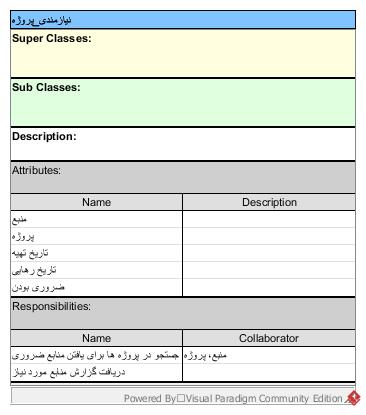 نیازمندی_پروژه
Super Classes:
Sub Classes:
Description:
Attributes:
Name Description
منبع
پروژه
تاریخ تهیه
تاریخ رهایی
ضروری بودن
Responsibilities:
Name Collaborator
جستجو در پروژه ها برای یافتن منابع ضروری منبع، پروژه
دریافت گزارش منابع مورد نیاز
Powered By□Visual Paradigm Community Edition